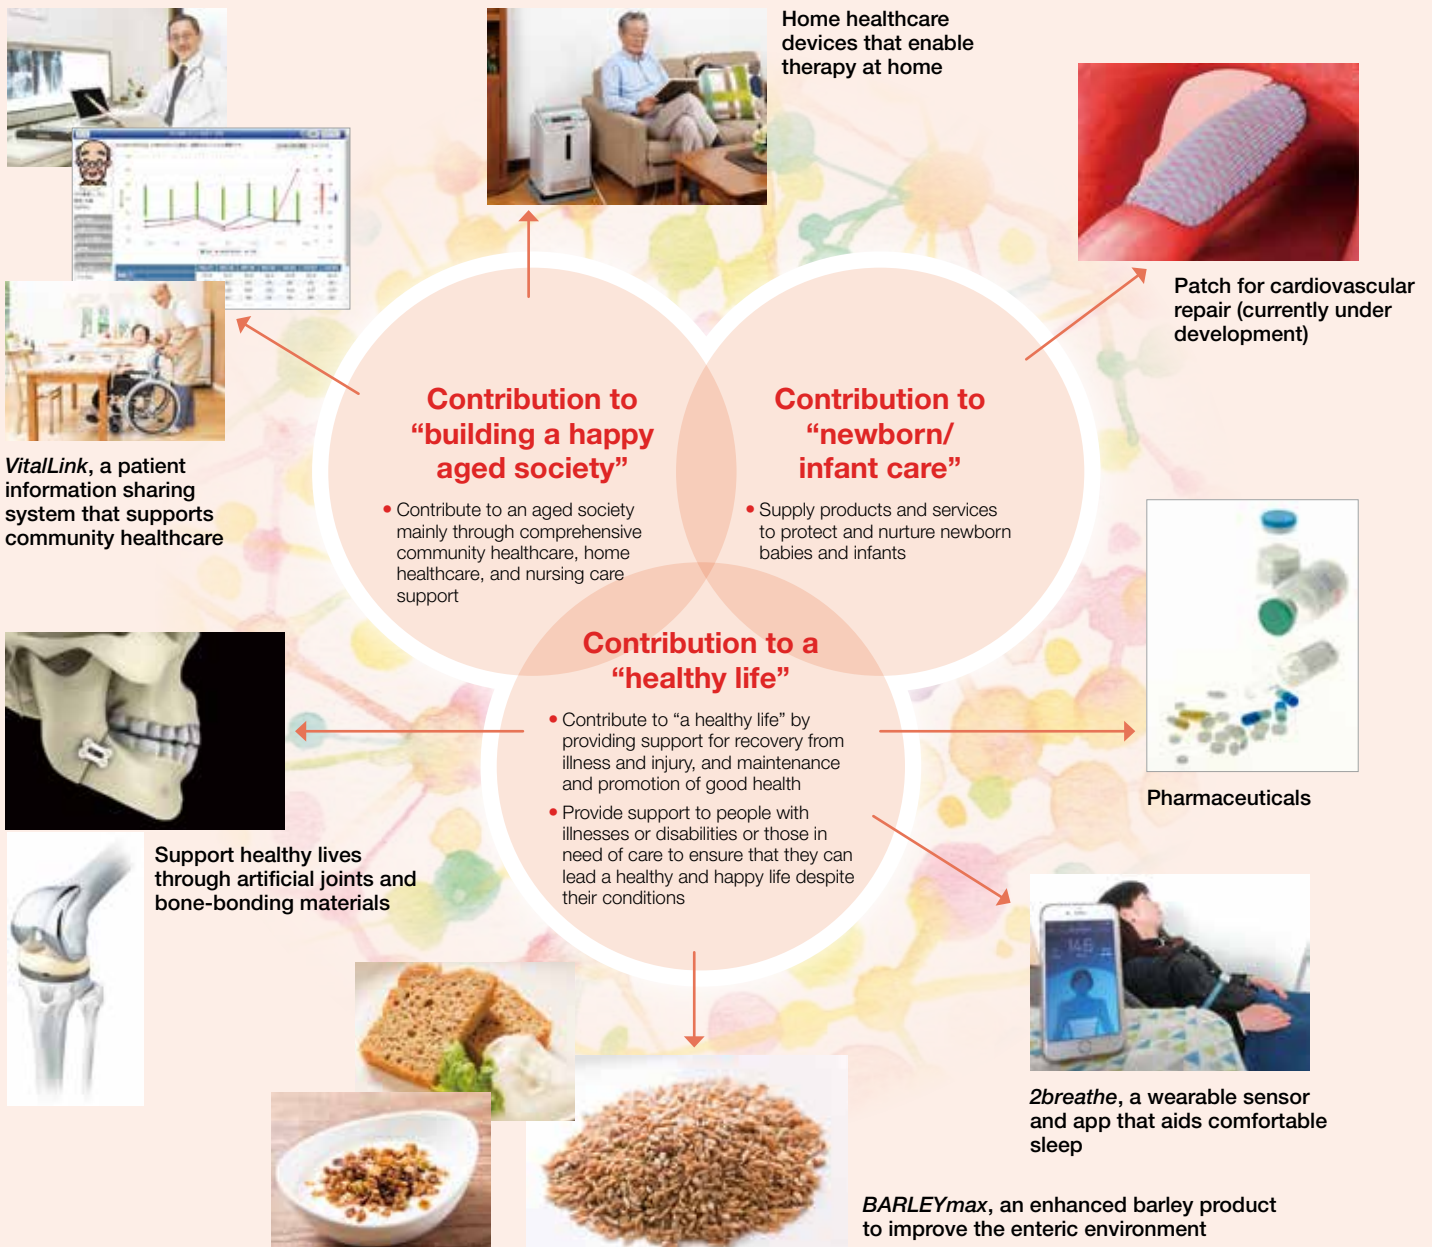 Home healthcare
devices that enable
therapy at home
Patch for cardiovascular
repair (currently under
development)
VitalLink, a patient
information sharing
system that supports
community healthcare
Contribution to
“building a happy
aged society”
• Contribute to an aged society
mainly through comprehensive
community healthcare, home
healthcare, and nursing care
support
Contribution to
“newborn/
infant care”
• Supply products and services
to protect and nurture newborn
babies and infants
Contribution to a
“healthy life”
• Contribute to “a healthy life” by
providing support for recovery from
illness and injury, and maintenance
and promotion of good health
• Provide support to people with
illnesses or disabilities or those in
need of care to ensure that they can
lead a healthy and happy life despite
their conditions
Pharmaceuticals
Support healthy lives
through artificial joints and
bone-bonding materials
2breathe, a wearable sensor
and app that aids comfortable
sleep
BARLEYmax, an enhanced barley product
to improve the enteric environment